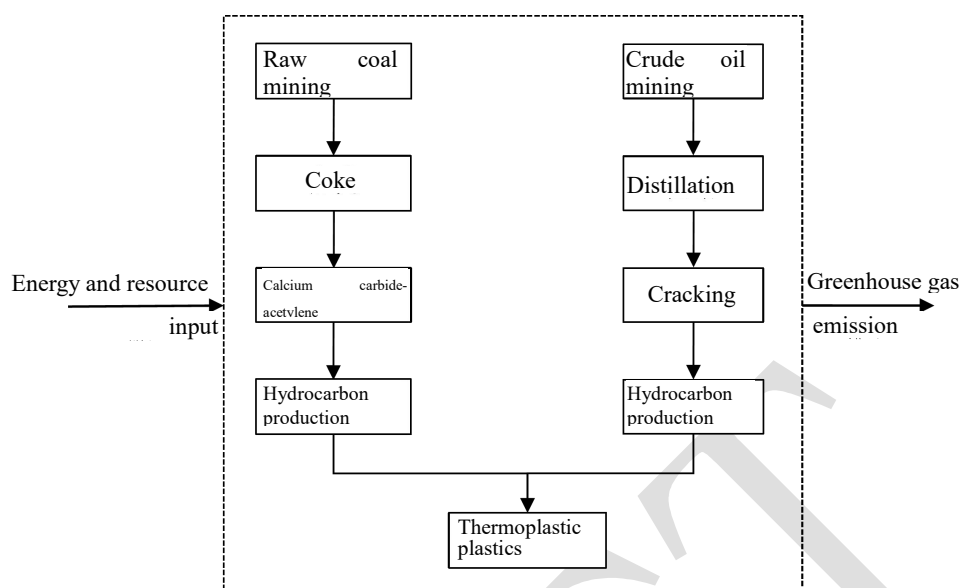 Raw coal
mining
Crude oil
mining
Coke
Distillation
Energy and resource
input
Calcium carbide-
acetylene
Cracking
Greenhouse gas
emission
Hydrocarbon
production
Hydrocarbon
production
Thermoplastic
plastics